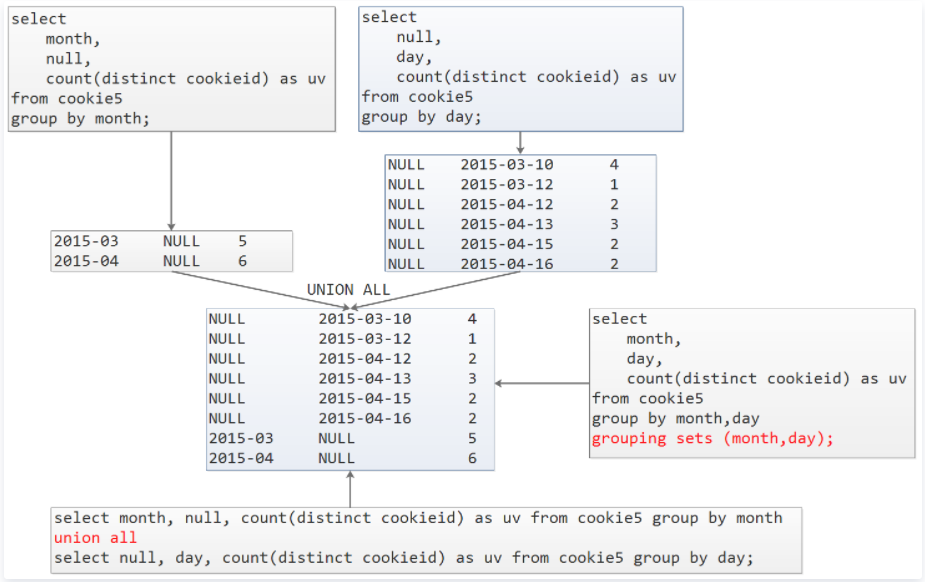 select
month,
null,
count(distinct cookieid) as uv
from cookie5
group by month;
select
null,
day,
count(distinct cookieid) as uv
from cookie5
group by day;
NULL 2015-03-10 4
NULL 2015-03-12 1
NULL 2015-04-12 2
NULL 2015-04-13 3
NULL 2015-04-15 2
NULL 2015-04-16 2
2015-03 NULL 5
2015-04 NULL 6
UNION ALL
NULL 2015-03-10 4
NULL 2015-03-12 1
NULL 2015-04-12 2
NULL 2015-04-13 3
NULL 2015-04-15 2
NULL 2015-04-16 2
2015-03 NULL 5
2015-04 NULL 6
select
month,
day,
count(distinct cookieid) as uv
from cookie5
group by month,day
grouping sets (month,day);
select month, null, count(distinct cookieid) as uv from cookie5 group by month
union all
select null, day, count(distinct cookieid) as uv from cookie5 group by day;